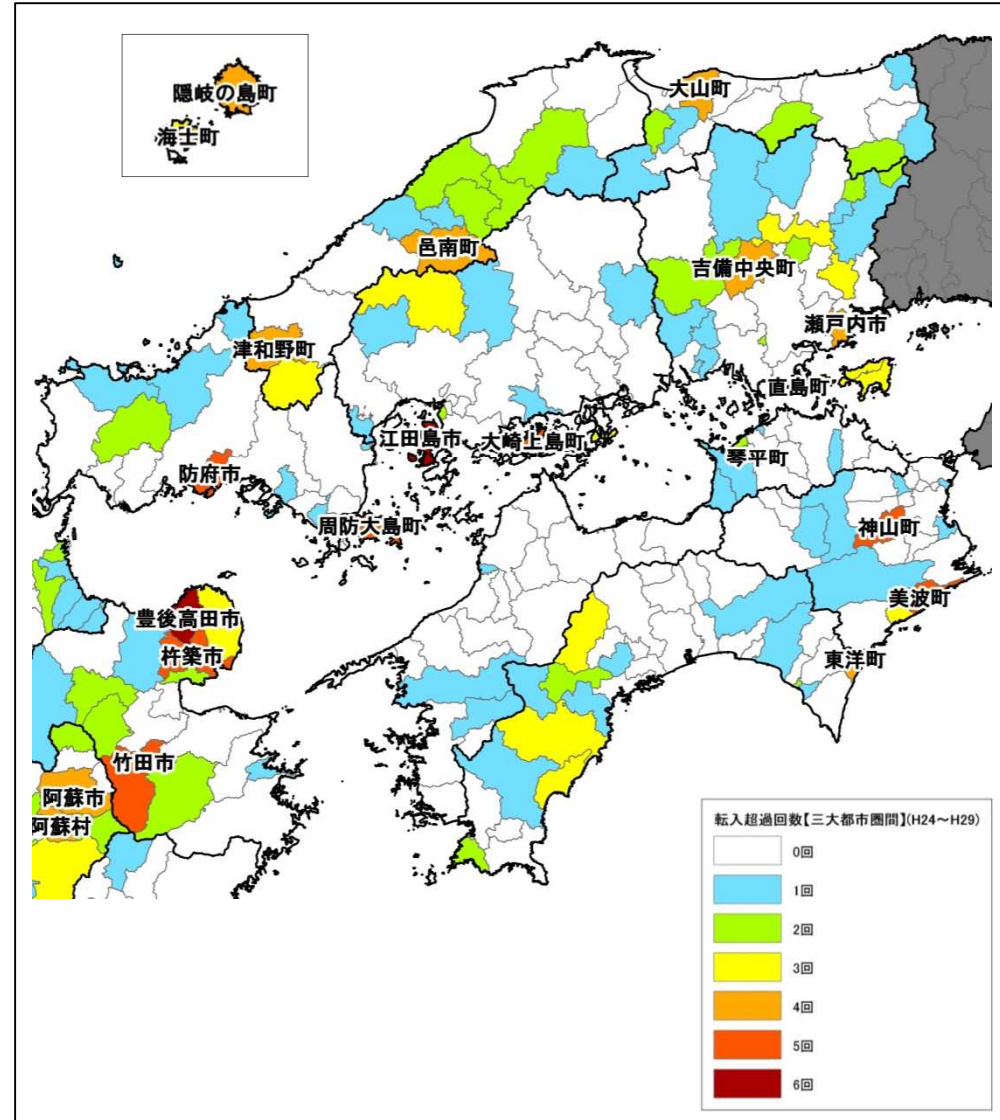 隠岐の島町
海士町
大山町
邑南町
吉備中央町
瀬戸内市
津和野町
直島町
江田島市
大崎上島町
琴平町
防府市
周防大島町
神山町
美波町
豊後高田市
杵築市
東洋町
竹田市
阿蘇市
阿蘇村
転入超過回数【三大都市圏間】(H24～H29)
0回
1回
2回
3回
4回
5回
6回